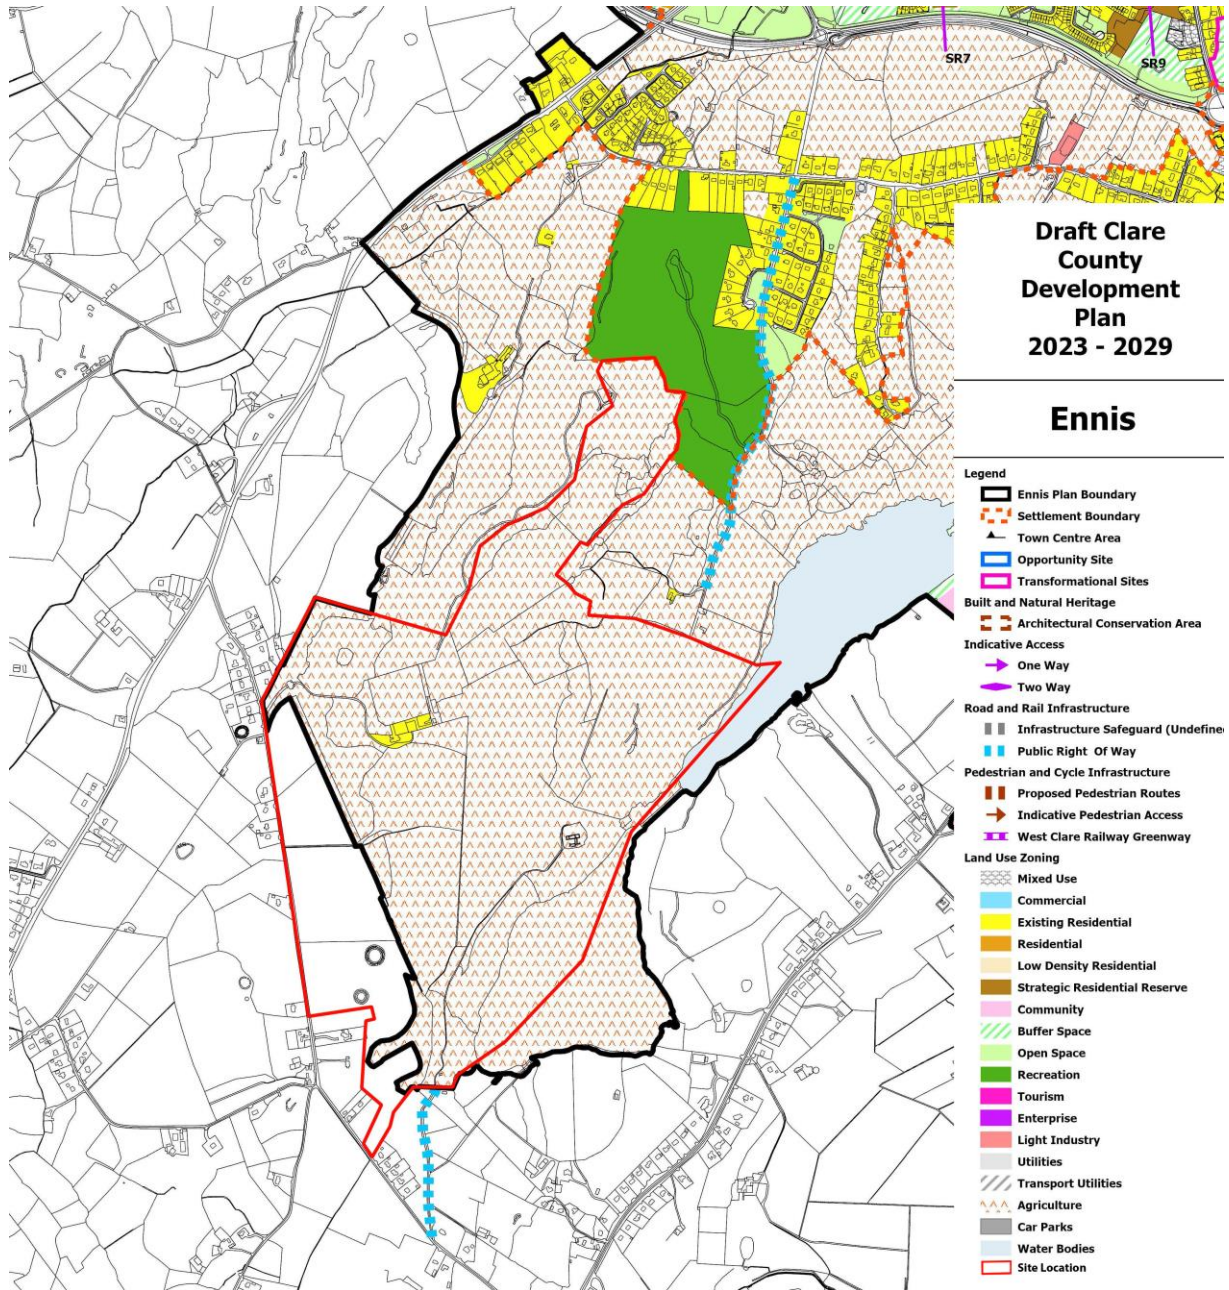 SR7
SR9
Draft Clare
County
Development
Plan
2023 - 2029
Ennis
Legend
Ennis Plan Boundary
Settlement Boundary
Town Centre Area
Opportunity Site
Transformational Sites
Built and Natural Heritage
Architectural Conservation Area
Indicative Access
One Way
Two Way
Road and Rail Infrastructure
Infrastructure Safeguard (Undefine
Public Right Of Way
Pedestrian and Cycle Infrastructure
Proposed Pedestrian Routes
Indicative Pedestrian Access
West Clare Railway Greenway
Land Use Zoning
Mixed Use
Commercial
Existing Residential
Residential
Low Density Residential
Strategic Residential Reserve
Community
Buffer Space
Open Space
Recreation
Tourism
Enterprise
Light Industry
Utilities
Transport Utilities
Agriculture
Car Parks
Water Bodies
Site Location